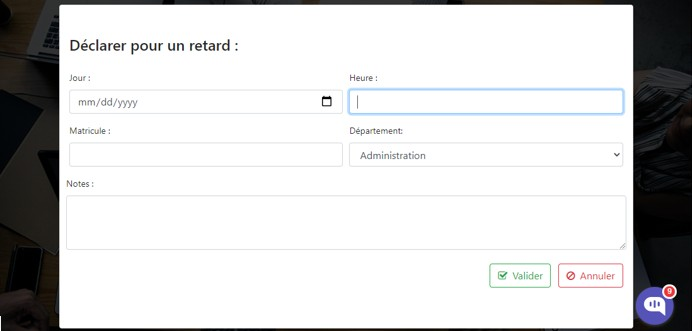 Déclarer pour un retard :
Jour :
Heure :
mm/dd/yyyy
Matricule :
Département:
Administration
Notes :
Valider
Annuler
9